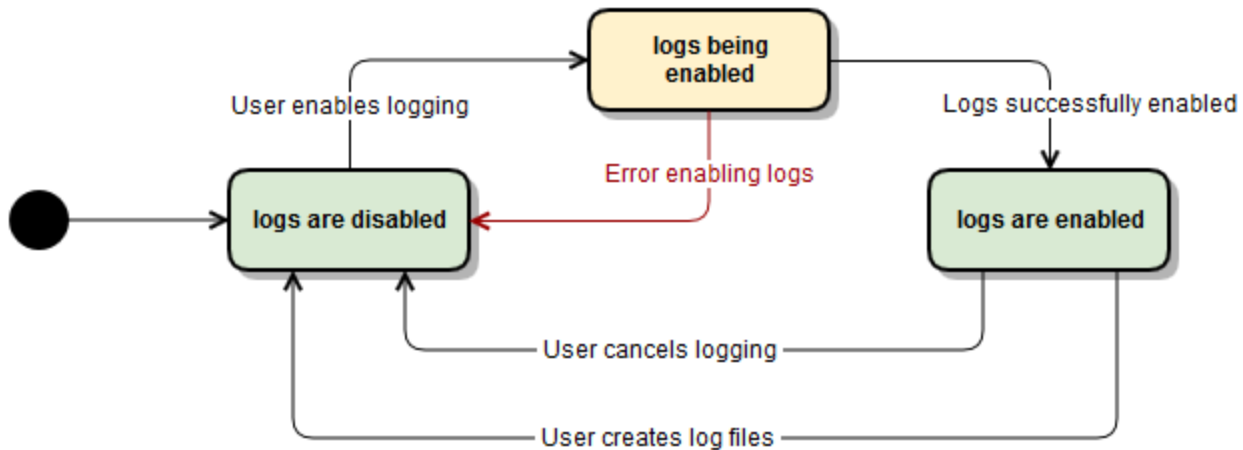 logs being
enabled
User enables logging
Logs successfully enabled
Error enabling logs
logs are disabled
logs are enabled
User cancels logging
User creates log files